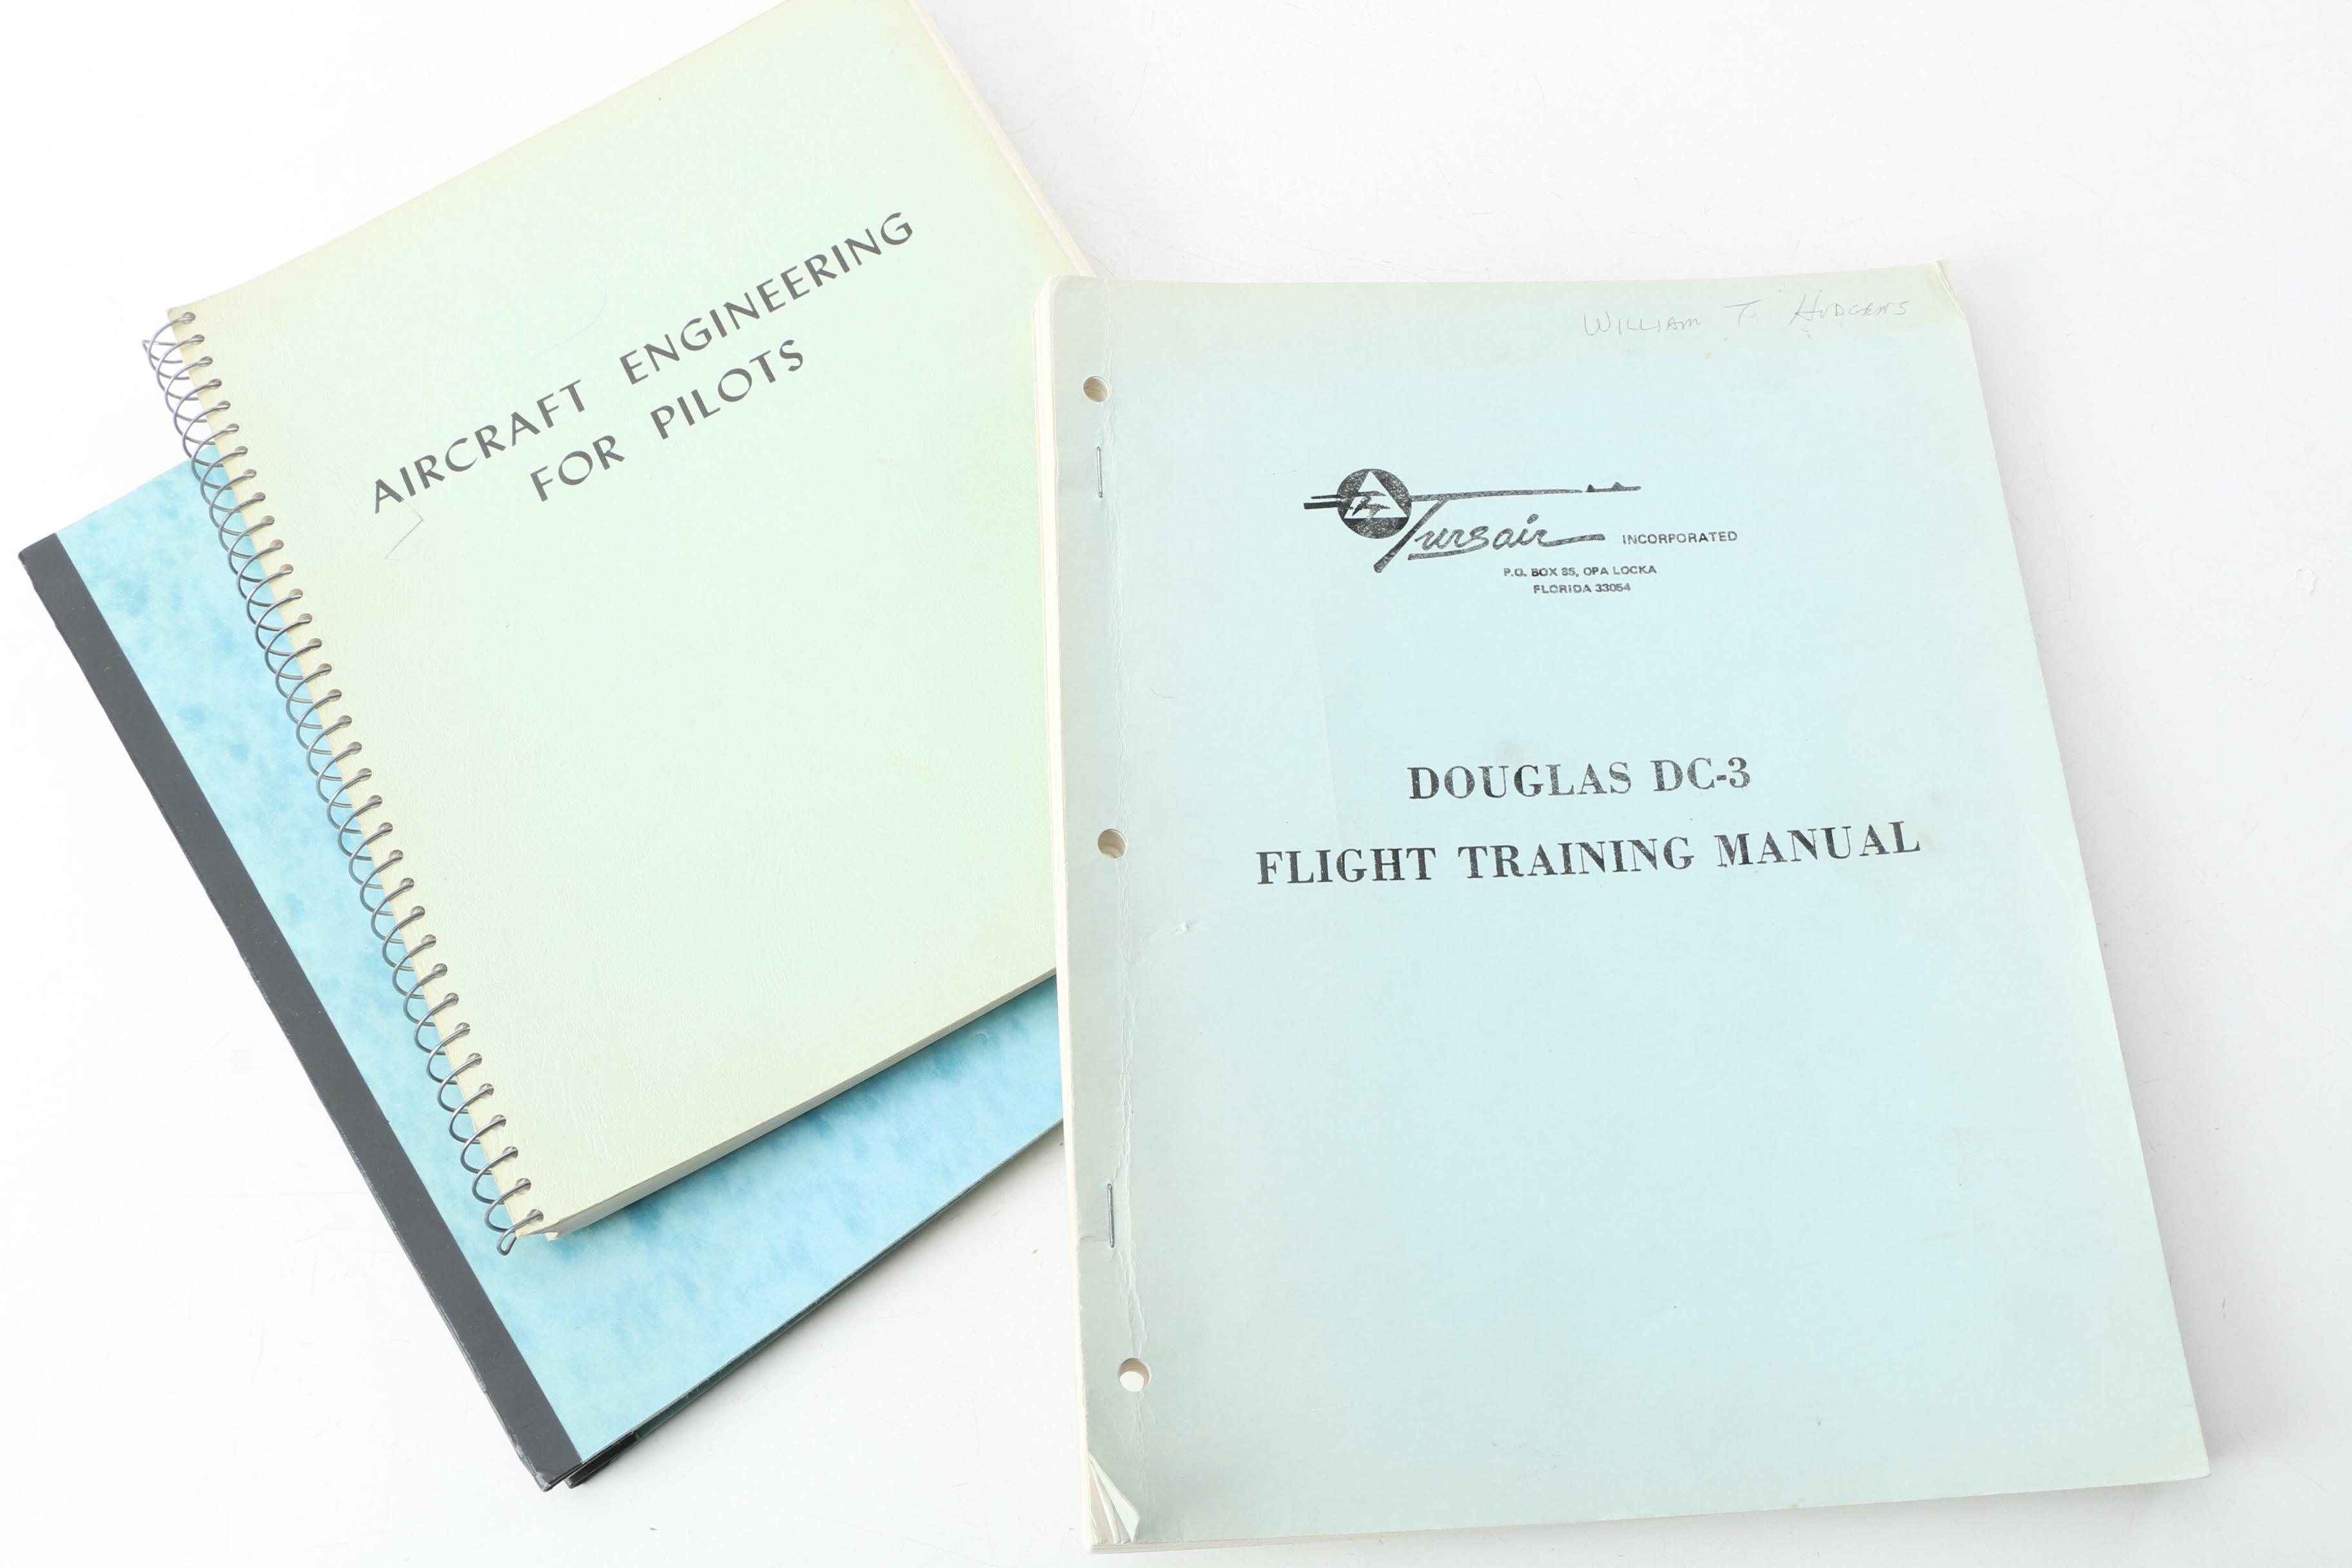 AIRCRAFT ENGINEERING
FOR PILOTS
WILLIAM T. HUDGENS
Tursair INCORPORATED
P.O. BOX 85, OPA LOCKA
FLORIDA 33054
DOUGLAS DC-3
FLIGHT TRAINING MANUAL